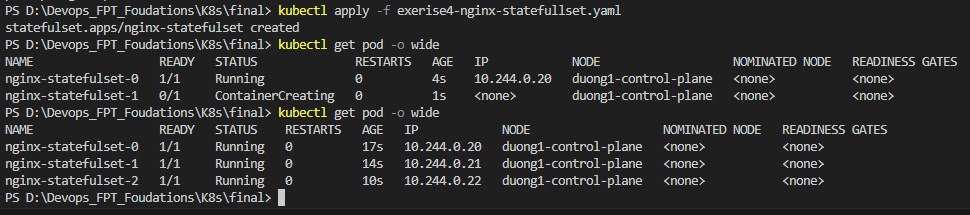 PS D:\Devops_FPT_Foudations\K8s\final> kubectl apply -f exerise4-nginx-statefullset.yaml
statefulset.apps/nginx-statefulset created
PS D:\Devops_FPT_Foudations\K8s\final> kubectl get pod -o wide
NAME READY STATUS RESTARTS AGE IP NODE NOMINATED NODE READINESS GATES
nginx-statefulset-0 1/1 Running 0 4s 10.244.0.20 duong1-control-plane <none> <none>
nginx-statefulset-1 0/1 ContainerCreating 0 1s <none> duong1-control-plane <none> <none>
PS D:\Devops_FPT_Foudations\K8s\final> kubectl get pod -o wide
NAME READY STATUS RESTARTS AGE IP NODE NOMINATED NODE READINESS GATES
nginx-statefulset-0 1/1 Running 0 17s 10.244.0.20 duong1-control-plane <none> <none>
nginx-statefulset-1 1/1 Running 0 14s 10.244.0.21 duong1-control-plane <none> <none>
nginx-statefulset-2 1/1 Running 0 10s 10.244.0.22 duong1-control-plane <none> <none>
PS D:\Devops_FPT_Foudations\K8s\final>